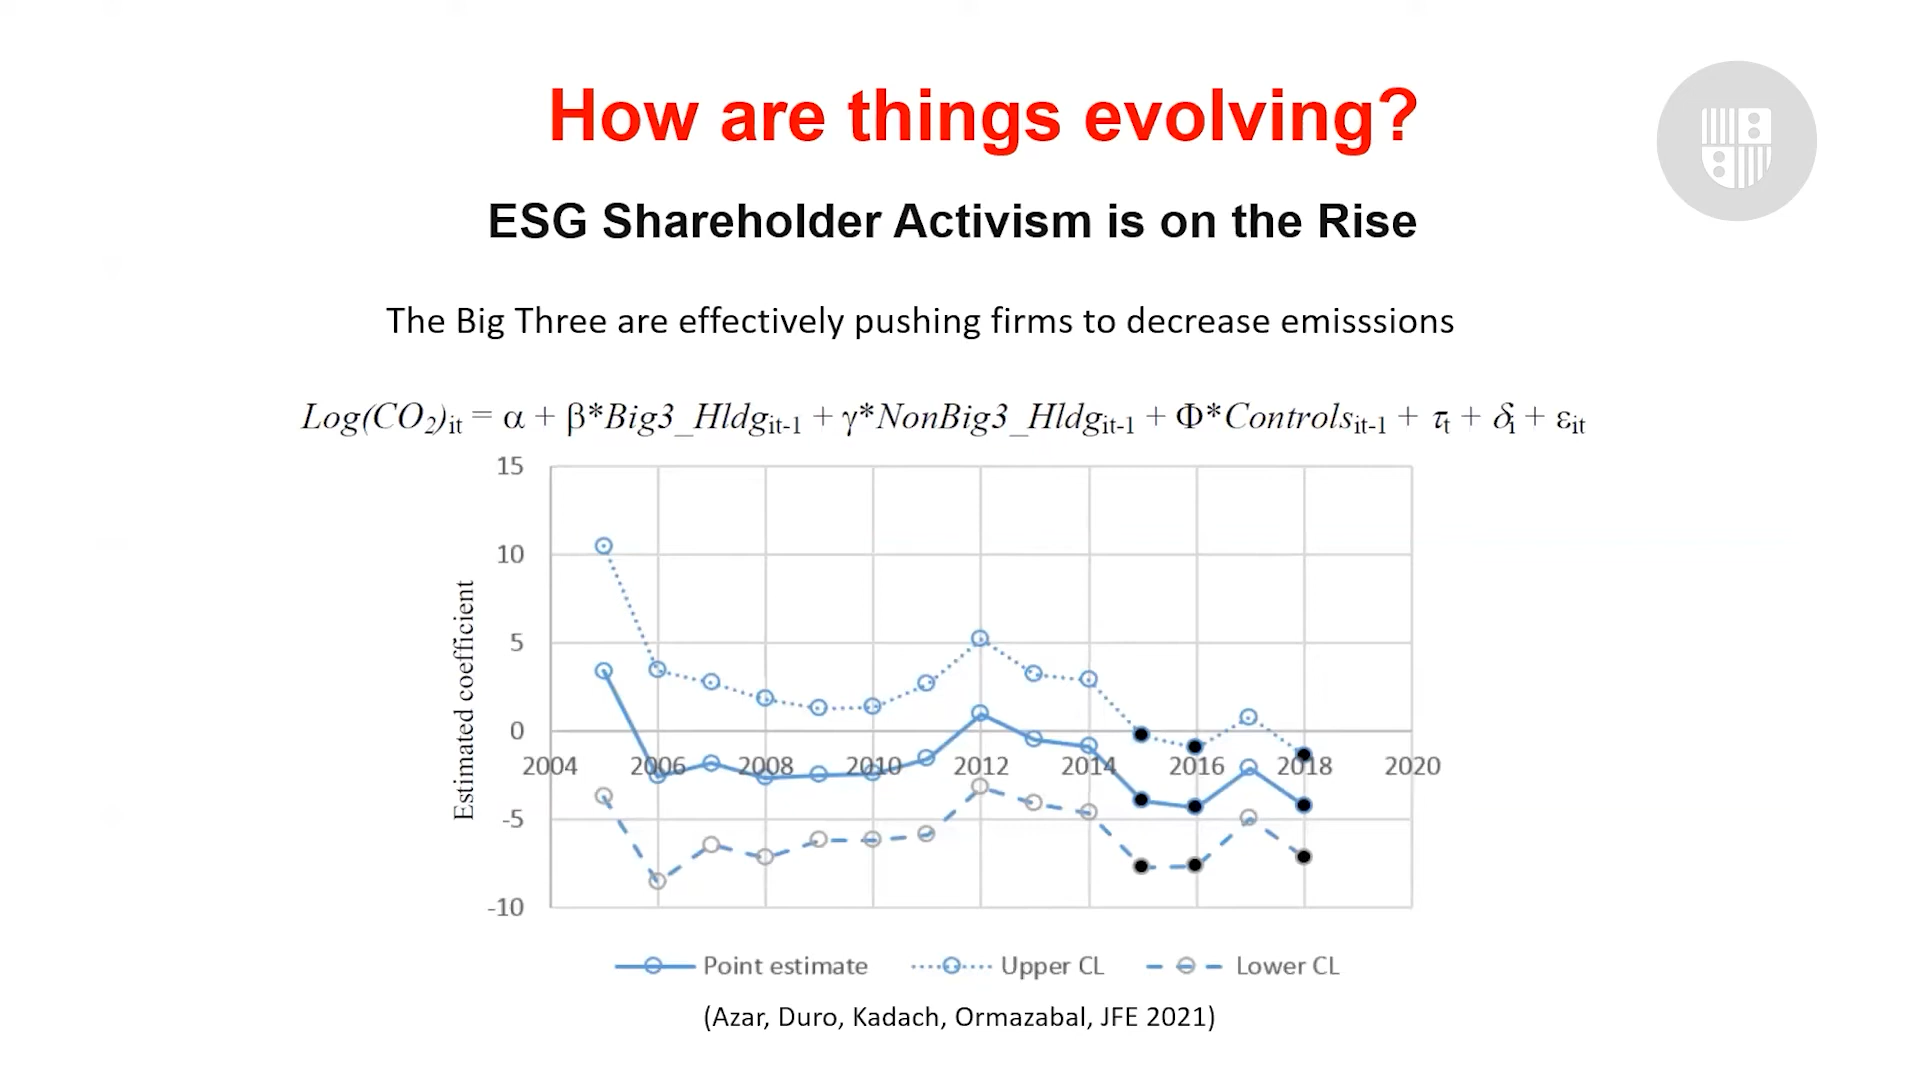 How are things evolving?
ESG Shareholder Activism is on the Rise
The Big Three are effectively pushing firms to decrease emisssions
Log(CO₂)it = α + β*Big3_Hldgit-1 + γ*NonBig3_Hldgit-1 + Φ*Controlsit-1 + τt + δi + εit
15
10
5
0
-5
-10
Estimated coefficient
2004 2006 2008 2010 2012 2014 2016 2018 2020
Point estimate Upper CL Lower CL
(Azar, Duro, Kadach, Ormazabal, JFE 2021)